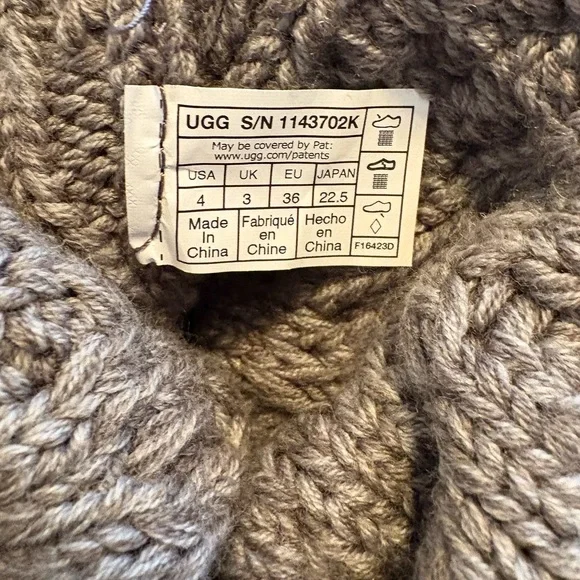 UGG S/N 1143702K
May be covered by Pat:
www.ugg.com/patents
USA UK EU JAPAN
4 3 36 22.5
Made In China
Fabriqué en Chine
Hecho en China
F16423D